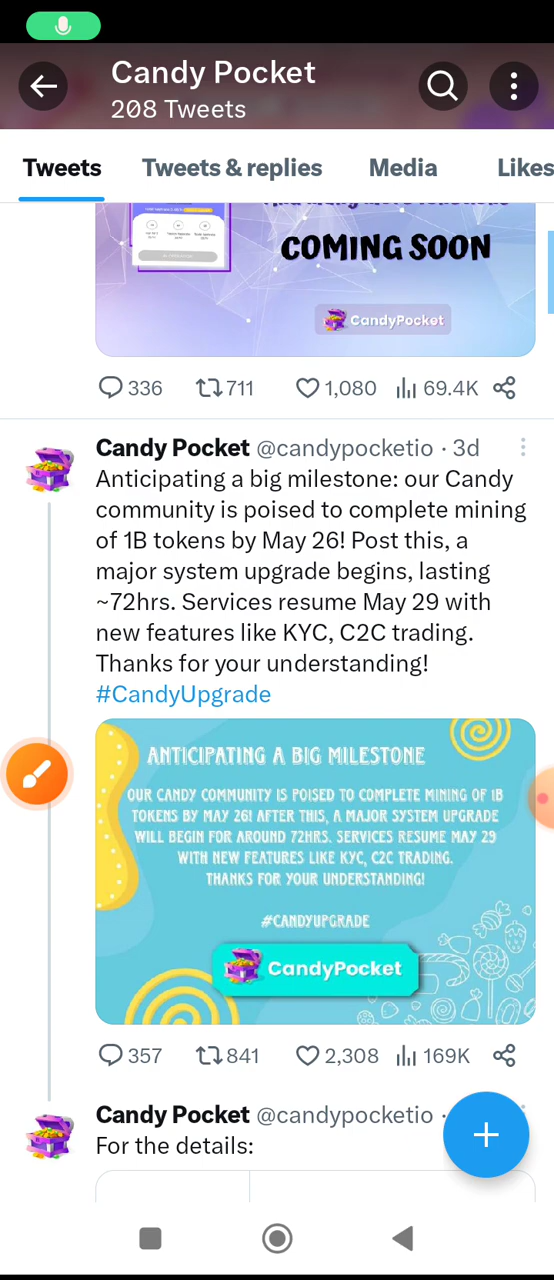 Candy Pocket
208 Tweets
Tweets Tweets & replies Media Likes
COMING SOON
CandyPocket
336 711 1,080 69.4K
Candy Pocket @candypocketio · 3d
Anticipating a big milestone: our Candy
community is poised to complete mining
of 1B tokens by May 26! Post this, a
major system upgrade begins, lasting
~72hrs. Services resume May 29 with
new features like KYC, C2C trading.
Thanks for your understanding!
#CandyUpgrade
ANTICIPATING A BIG MILESTONE
OUR CANDY COMMUNITY IS POISED TO COMPLETE MINING OF 1B
TOKENS BY MAY 26! AFTER THIS, A MAJOR SYSTEM UPGRADE
WILL BEGIN FOR AROUND 72HRS. SERVICES RESUME MAY 29
WITH NEW FEATURES LIKE KYC, C2C TRADING.
THANKS FOR YOUR UNDERSTANDING!
#CANDYUPGRADE
CandyPocket
357 841 2,308 169K
Candy Pocket @candypocketio ·
For the details: